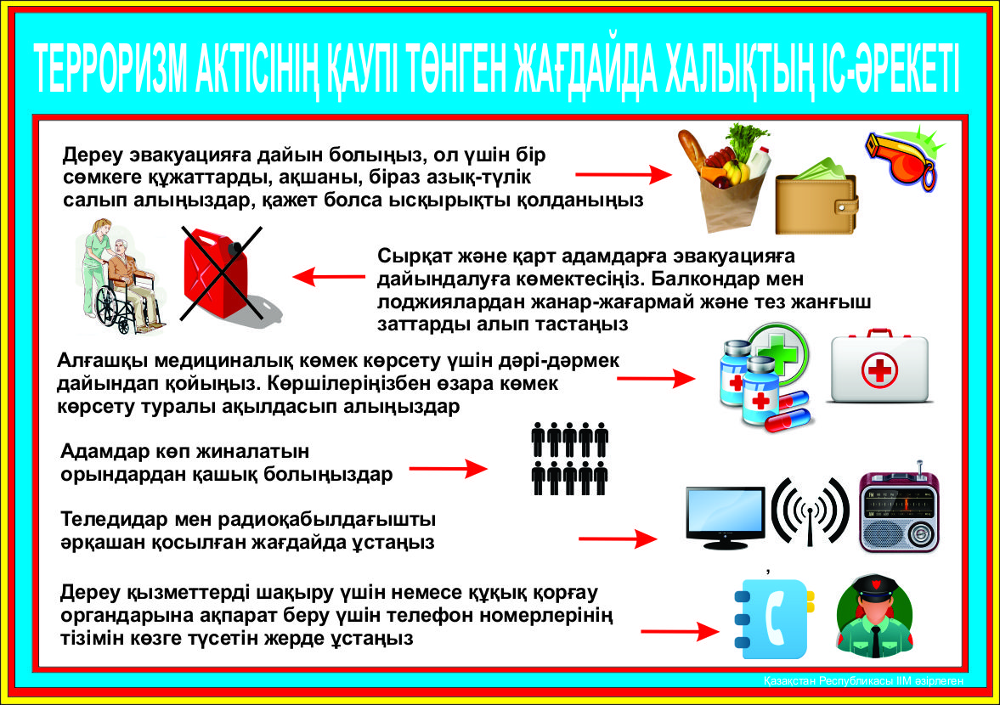 ТЕРРОРИЗМ АКТІСІНІҢ ҚАУПІ ТӨНГЕН ЖАҒДАЙДА ХАЛЫҚТЫҢ ІС-ӘРЕКЕТІ
Дереу эвакуацияға дайын болыңыз, ол үшін бір
сөмкеге құжаттарды, ақшаны, біраз азық-түлік
салып алыңыздар, қажет болса ысқырықты қолданыңыз
Сырқат және қарт адамдарға эвакуацияға
дайындалуға көмектесіңіз. Балкондар мен
лоджиялардан жанар-жағармай және тез жанғыш
заттарды алып тастаңыз
Алғашқы медициналық көмек көрсету үшін дәрі-дәрмек
дайындап қойыңыз. Көршілеріңізбен өзара көмек
көрсету туралы ақылдасып алыңыздар
Адамдар көп жиналатын
орындардан қашық болыңыздар
Теледидар мен радиоқабылдағышты
әрқашан қосылған жағдайда ұстаңыз
,
Дереу қызметтерді шақыру үшін немесе құқық қорғау
органдарына ақпарат беру үшін телефон номерлерінің
тізімін көзге түсетін жерде ұстаңыз
Қазақстан Республикасы ІІМ әзірлеген